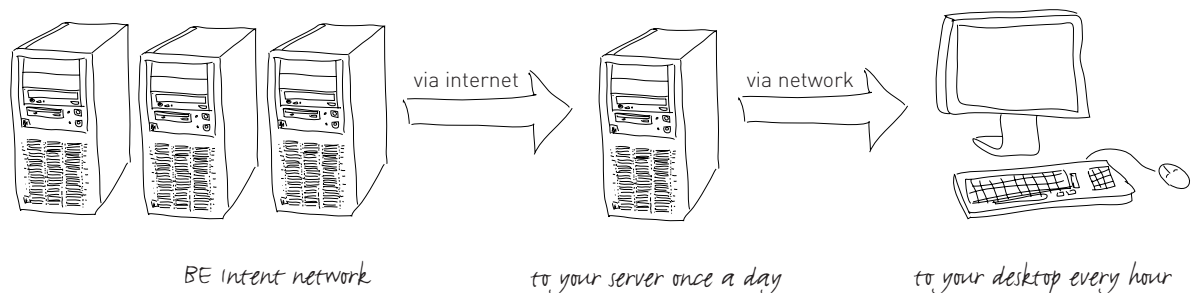 via internet
via network
BE Intent network
to your server once a day
to your desktop every hour